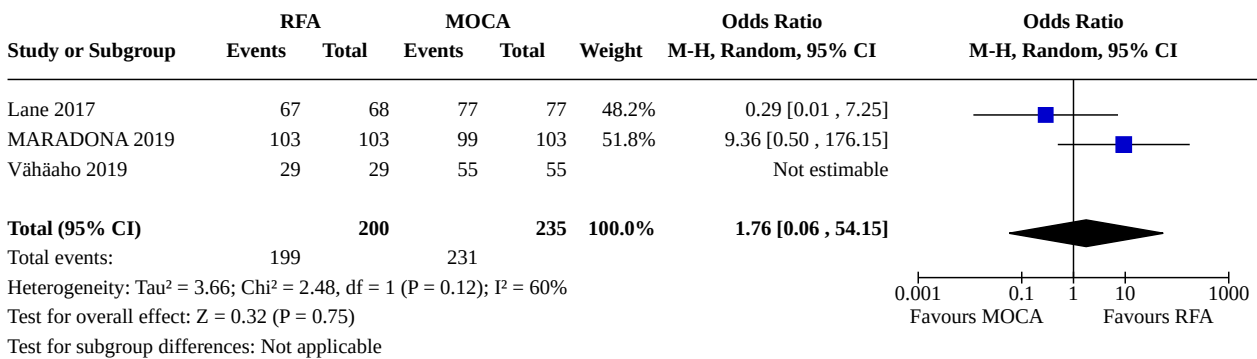 RFA MOCA Odds Ratio Odds Ratio
Study or Subgroup Events Total Events Total Weight M-H, Random, 95% CI M-H, Random, 95% CI
Lane 2017 67 68 77 77 48.2% 0.29 [0.01 , 7.25]
MARADONA 2019 103 103 99 103 51.8% 9.36 [0.50 , 176.15]
Vähäaho 2019 29 29 55 55 Not estimable
Total (95% CI) 200 235 100.0% 1.76 [0.06 , 54.15]
Total events: 199 231
Heterogeneity: Tau² = 3.66; Chi² = 2.48, df = 1 (P = 0.12); I² = 60%
0.001 0.1 1 10 1000
Test for overall effect: Z = 0.32 (P = 0.75) Favours MOCA Favours RFA
Test for subgroup differences: Not applicable